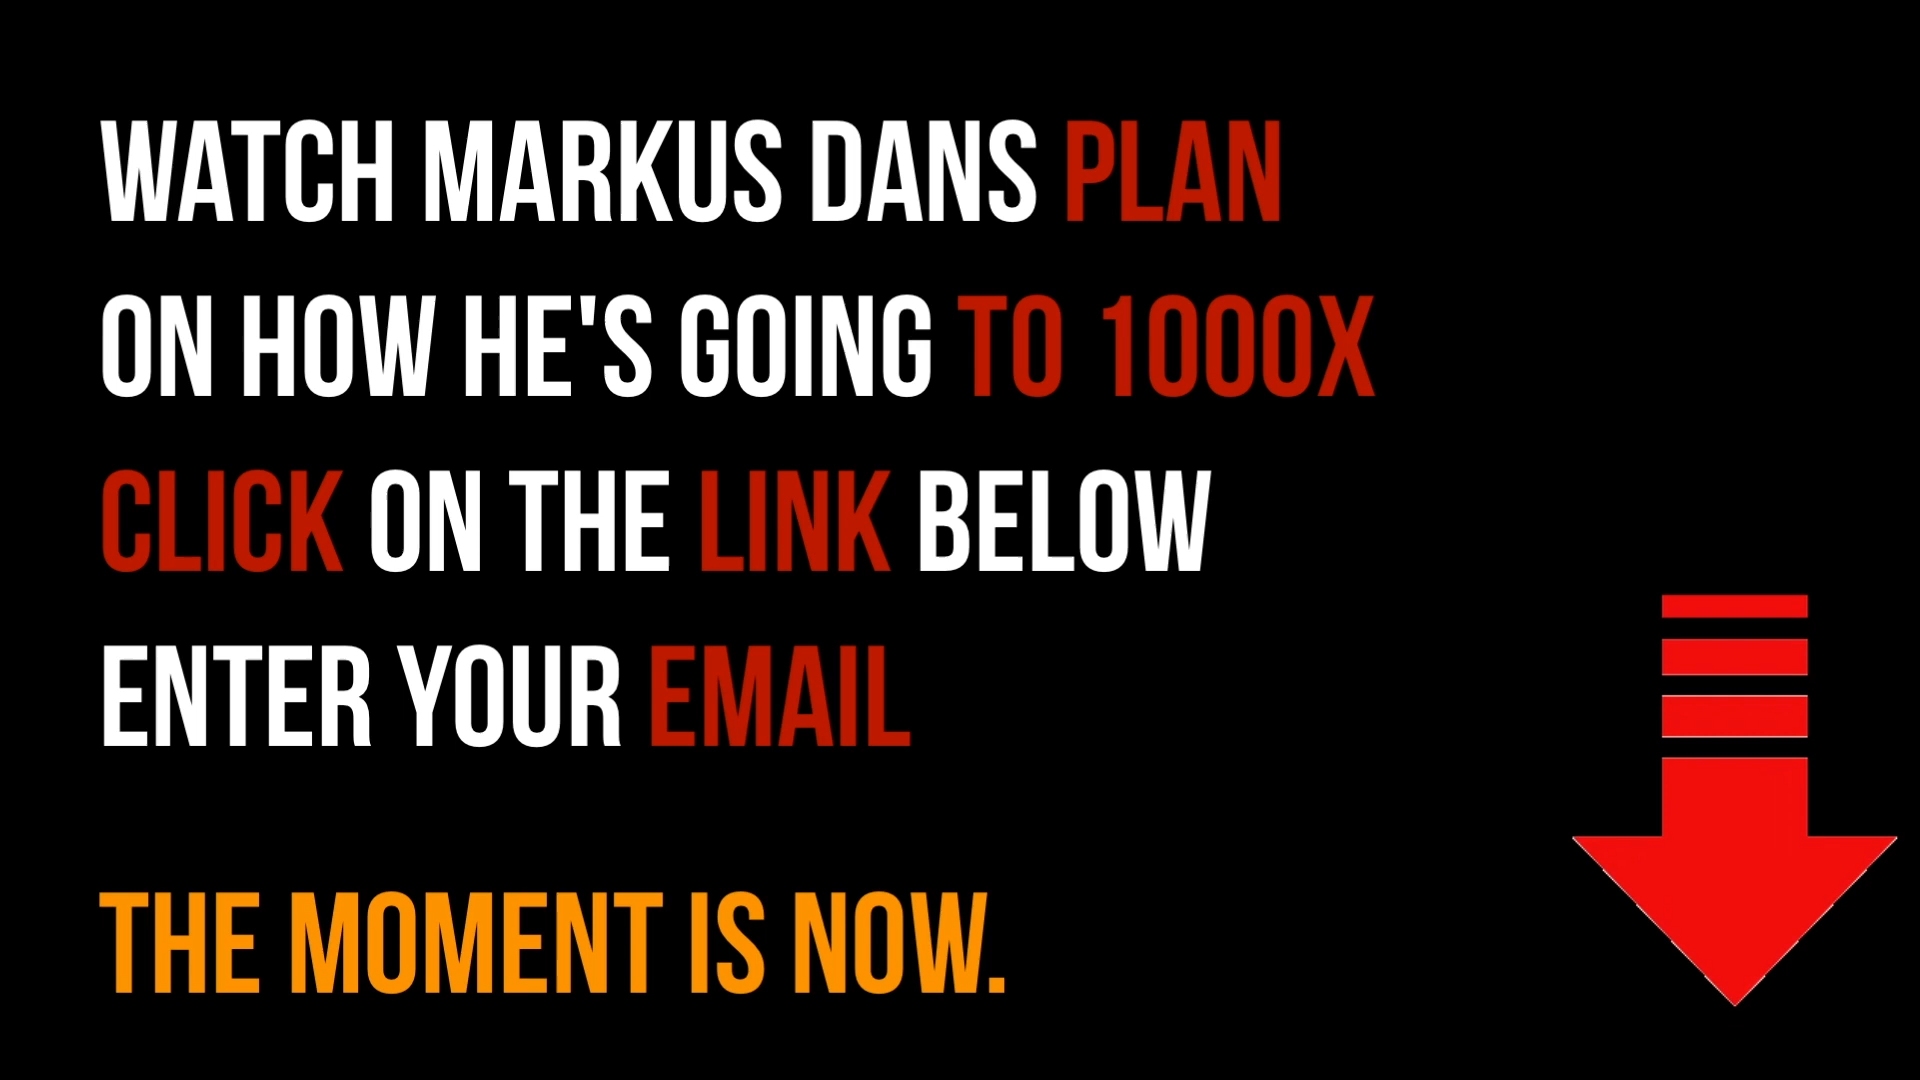 WATCH MARKUS DANS PLAN
ON HOW HE'S GOING TO 1000X
CLICK ON THE LINK BELOW
ENTER YOUR EMAIL
THE MOMENT IS NOW.